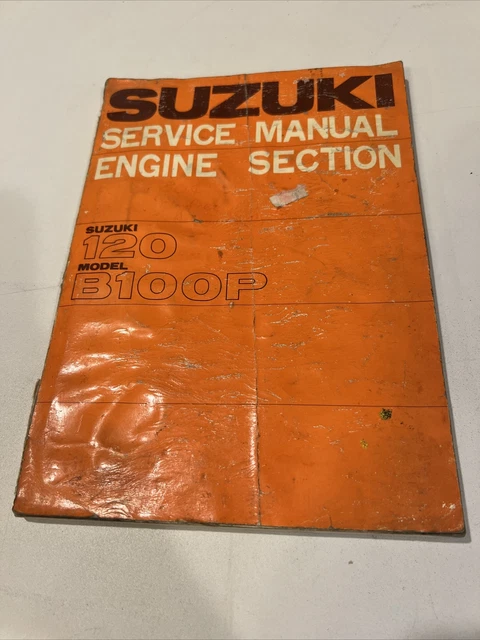 SUZUKI
SERVICE MANUAL
ENGINE SECTION
SUZUKI
120
MODEL
B100P